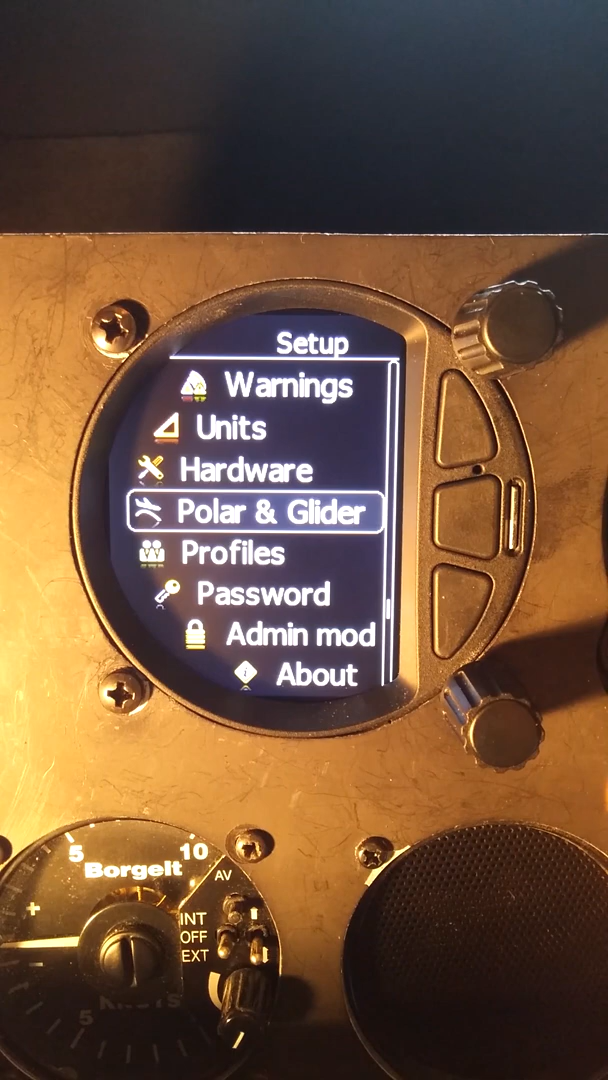 Setup
Warnings
Units
Hardware
Polar & Glider
Profiles
Password
Admin mod
About
5 10
Borgelt
AV
+
INT
OFF
EXT
-
KNOTS
5